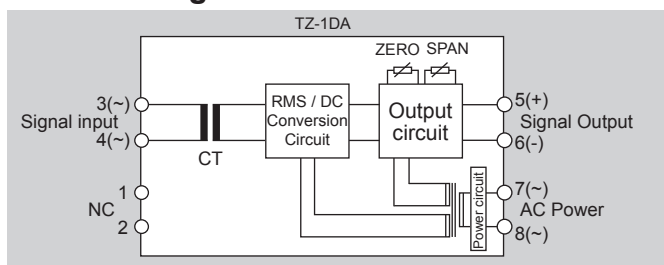 TZ-1DA
ZERO SPAN
3(~)
Signal input
4(~)
CT
RMS / DC
Conversion
Circuit
Output
circuit
5(+)
Signal Output
6(-)
1
NC
2
Power circuit
7(~)
AC Power
8(~)